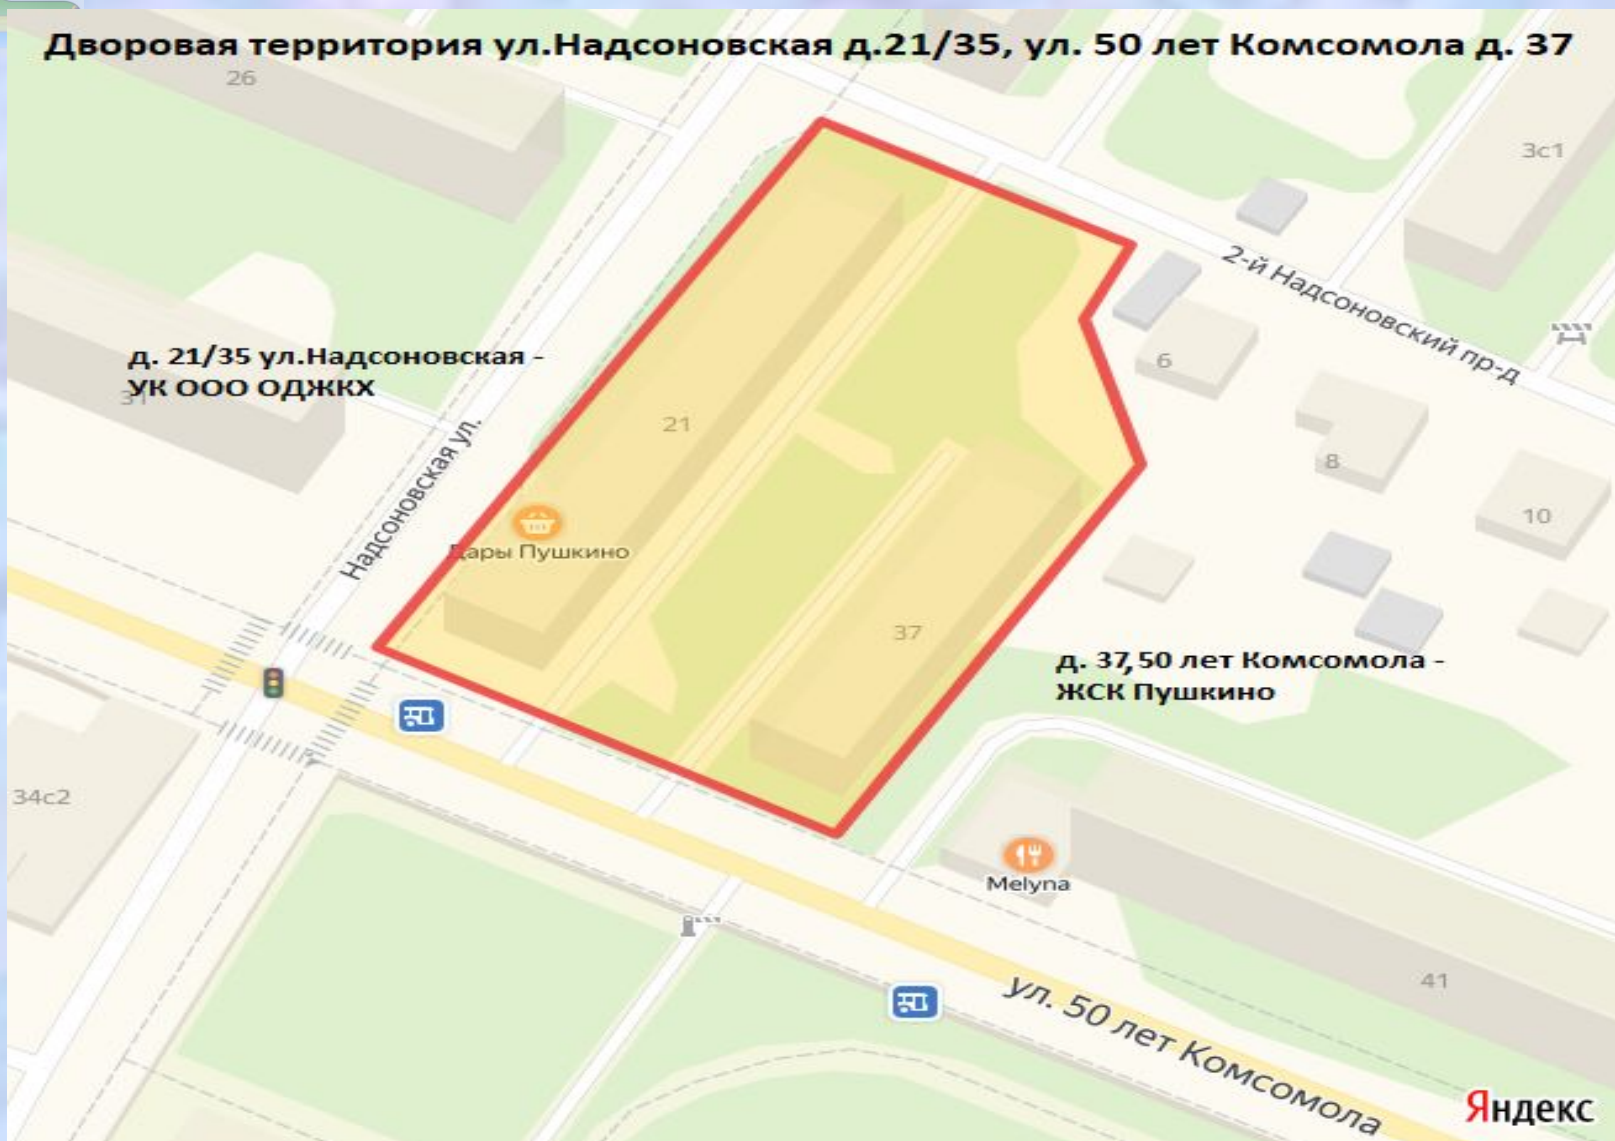 Дворовая территория ул.Надсоновская д.21/35, ул. 50 лет Комсомола д. 37
26
3с1
2-й Надсоновский пр-д
д. 21/35 ул.Надсоновская -
УК ООО ОДЖКХ
31
6
21
Надсоновская ул.
8
10
Дары Пушкино
37
д. 37,50 лет Комсомола -
ЖСК Пушкино
34с2
Melyna
41
ул. 50 лет Комсомола
Яндекс